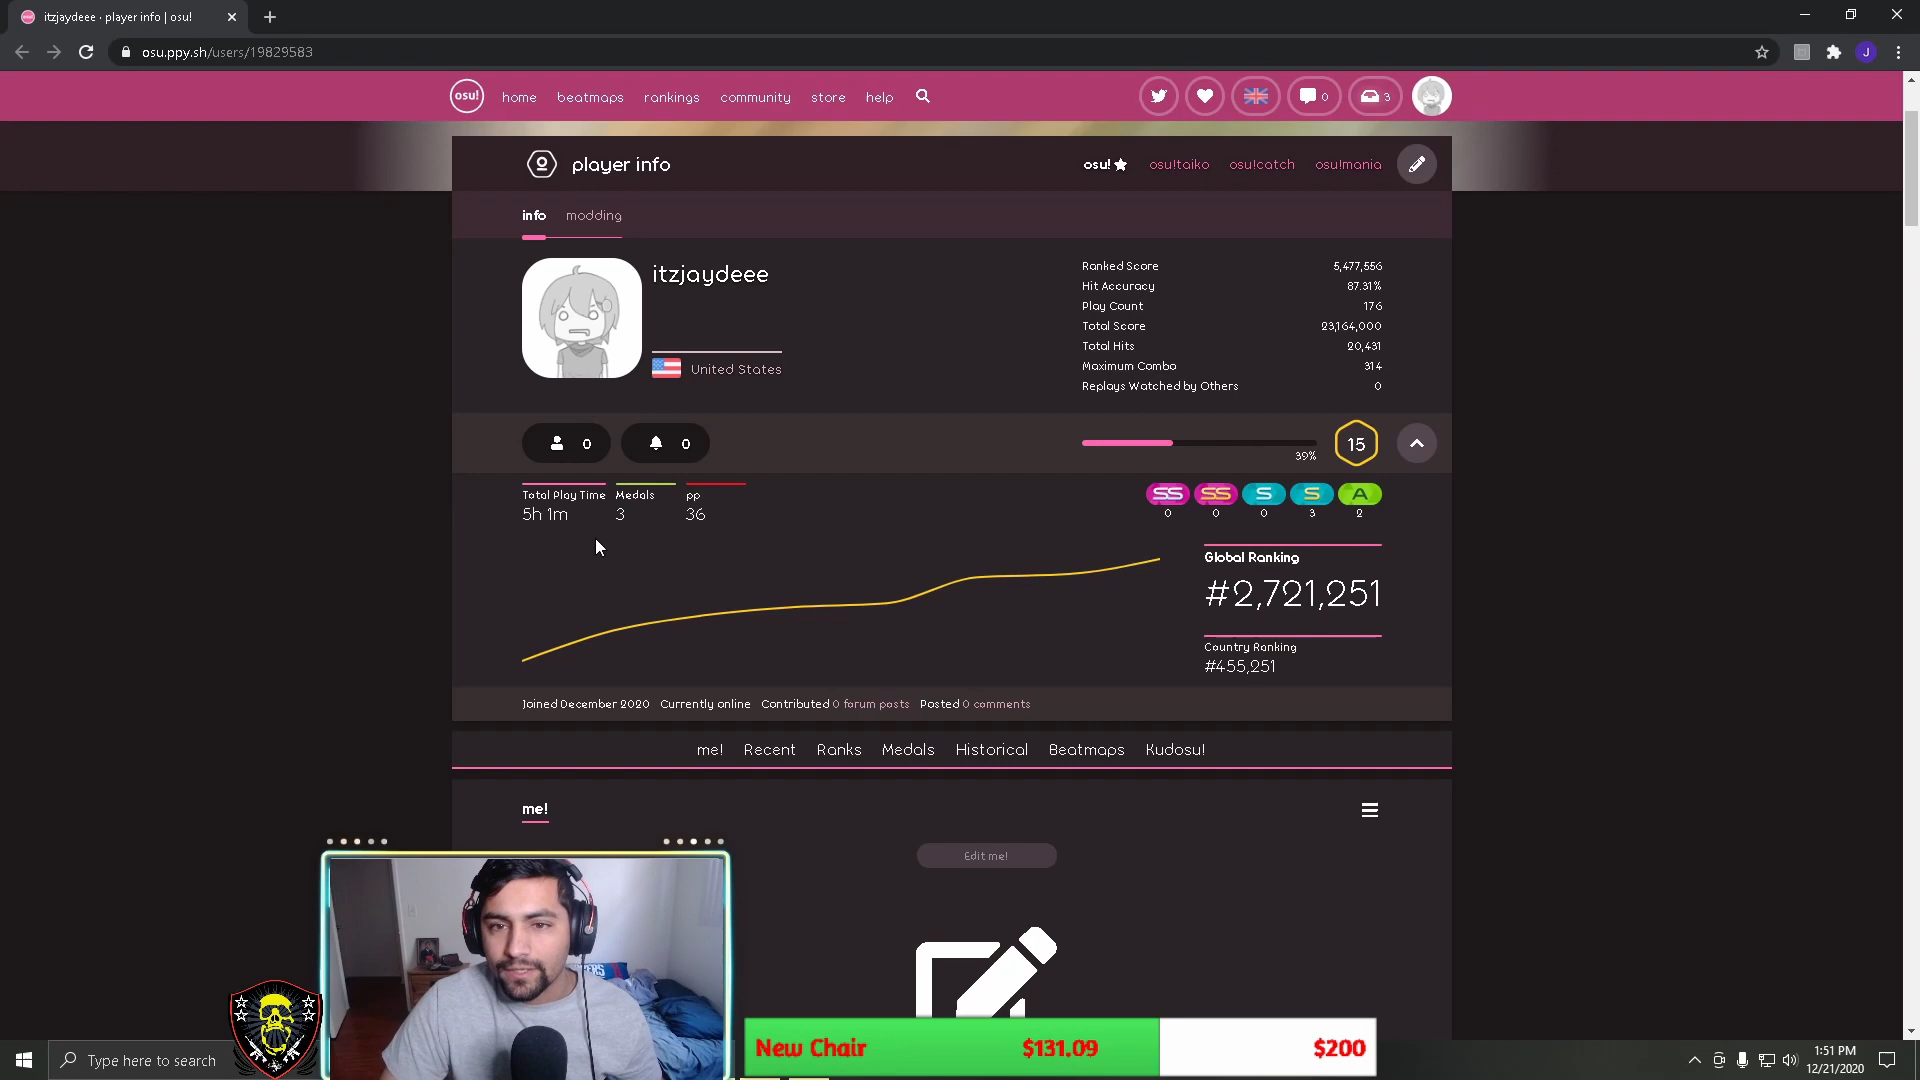 itzjaydeee · player info | osu!
osu.ppy.sh/users/19829583
J
osu!
home beatmaps rankings community store help
0
3
player info
osu! osu!taiko osu!catch osu!mania
info modding
itzjaydeee
United States
Ranked Score 5,477,556
Hit Accuracy 87.31%
Play Count 176
Total Score 23,164,000
Total Hits 20,431
Maximum Combo 314
Replays Watched by Others 0
0 0
39%
15
Total Play Time Medals pp
5h 1m 3 36
SS SS S S A
0 0 0 3 2
Global Ranking
#2,721,251
Country Ranking
#455,251
Joined December 2020 Currently online Contributed 0 forum posts Posted 0 comments
me! Recent Ranks Medals Historical Beatmaps Kudosu!
me!
Edit me!
New Chair $131.09 $200
Type here to search
1:51 PM
12/21/2020